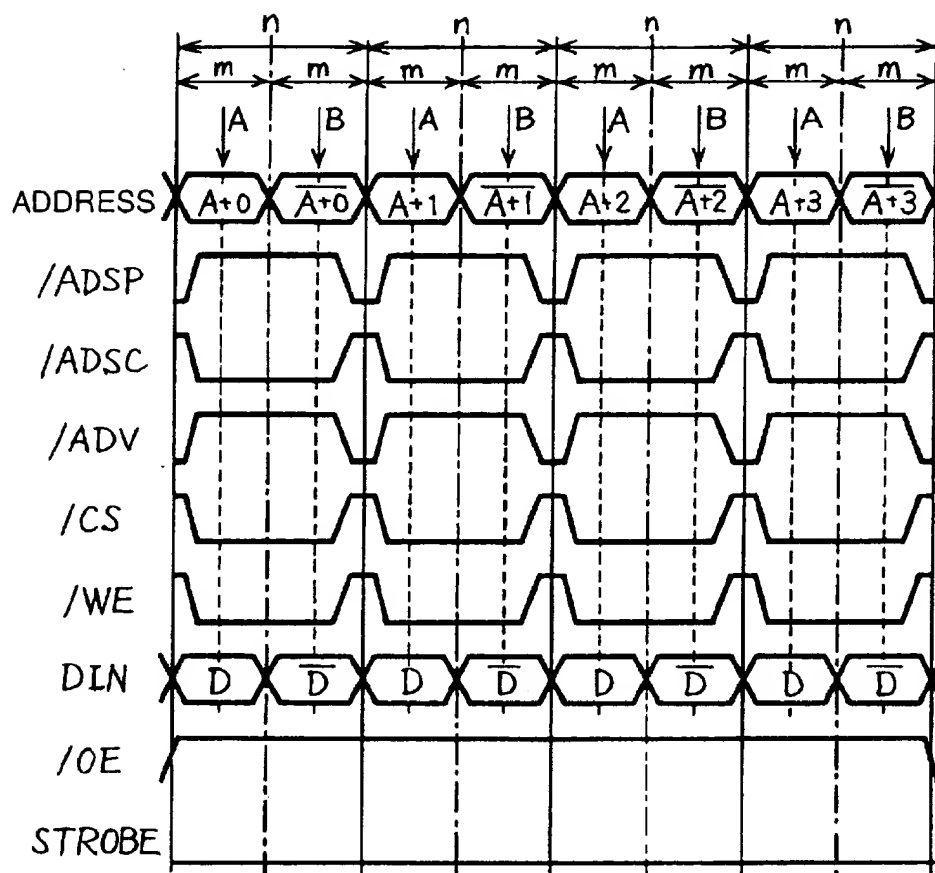 n n n n
m m m m m m m m
A B A B A B A B
ADDRESS A+0 A̅+̅0̅ A+1 A̅+̅1̅ A+2 A̅+̅2̅ A+3 A̅+̅3̅
/ADSP
/ADSC
/ADV
/CS
/WE
DIN D D̅ D D̅ D D̅ D D̅
/OE
STROBE